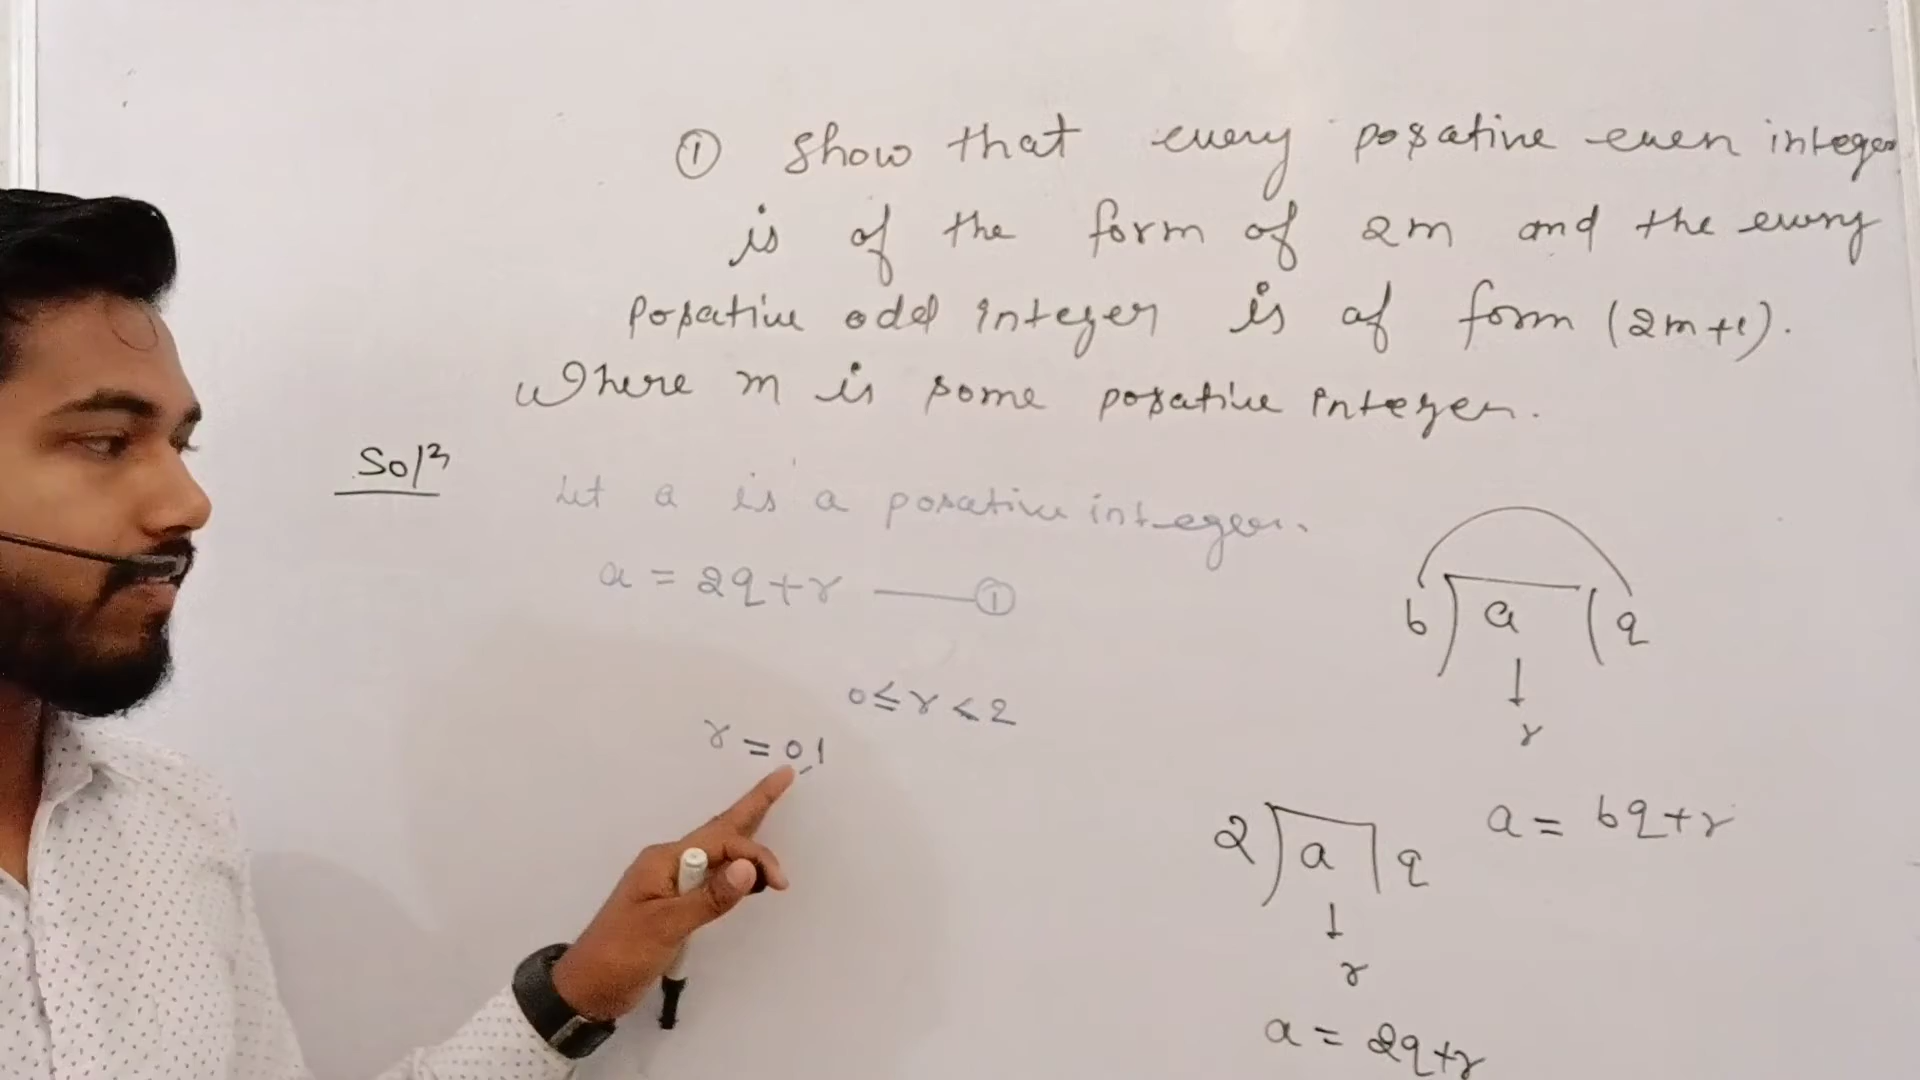 ① Show that every posative even integer
is of the form of 2m and the every
posative odd integer is of form (2m+1).
Where m is some posative integer.
Solⁿ
Let a is a posative integer.
a = 2q+r —— ①
0 ≤ r < 2
r = 0,1
b) a ( q
↓
r
a = bq+r
2) a | q
↓
r
a = 2q+r